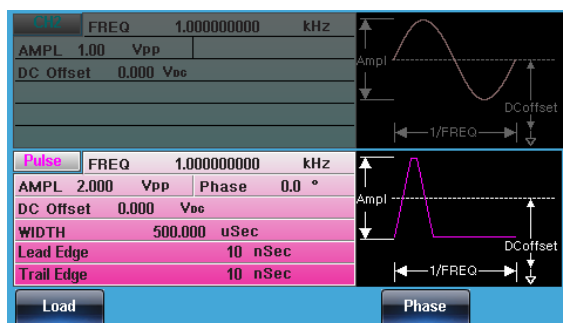 CH2 FREQ 1.000000000 kHz
AMPL 1.00 Vpp
DC Offset 0.000 VDC
Ampl
DCoffset
1/FREQ
Pulse FREQ 1.000000000 kHz
AMPL 2.000 Vpp Phase 0.0 °
DC Offset 0.000 VDC
WIDTH 500.000 uSec
Lead Edge 10 nSec
Trail Edge 10 nSec
Ampl
DCoffset
1/FREQ
Load Phase